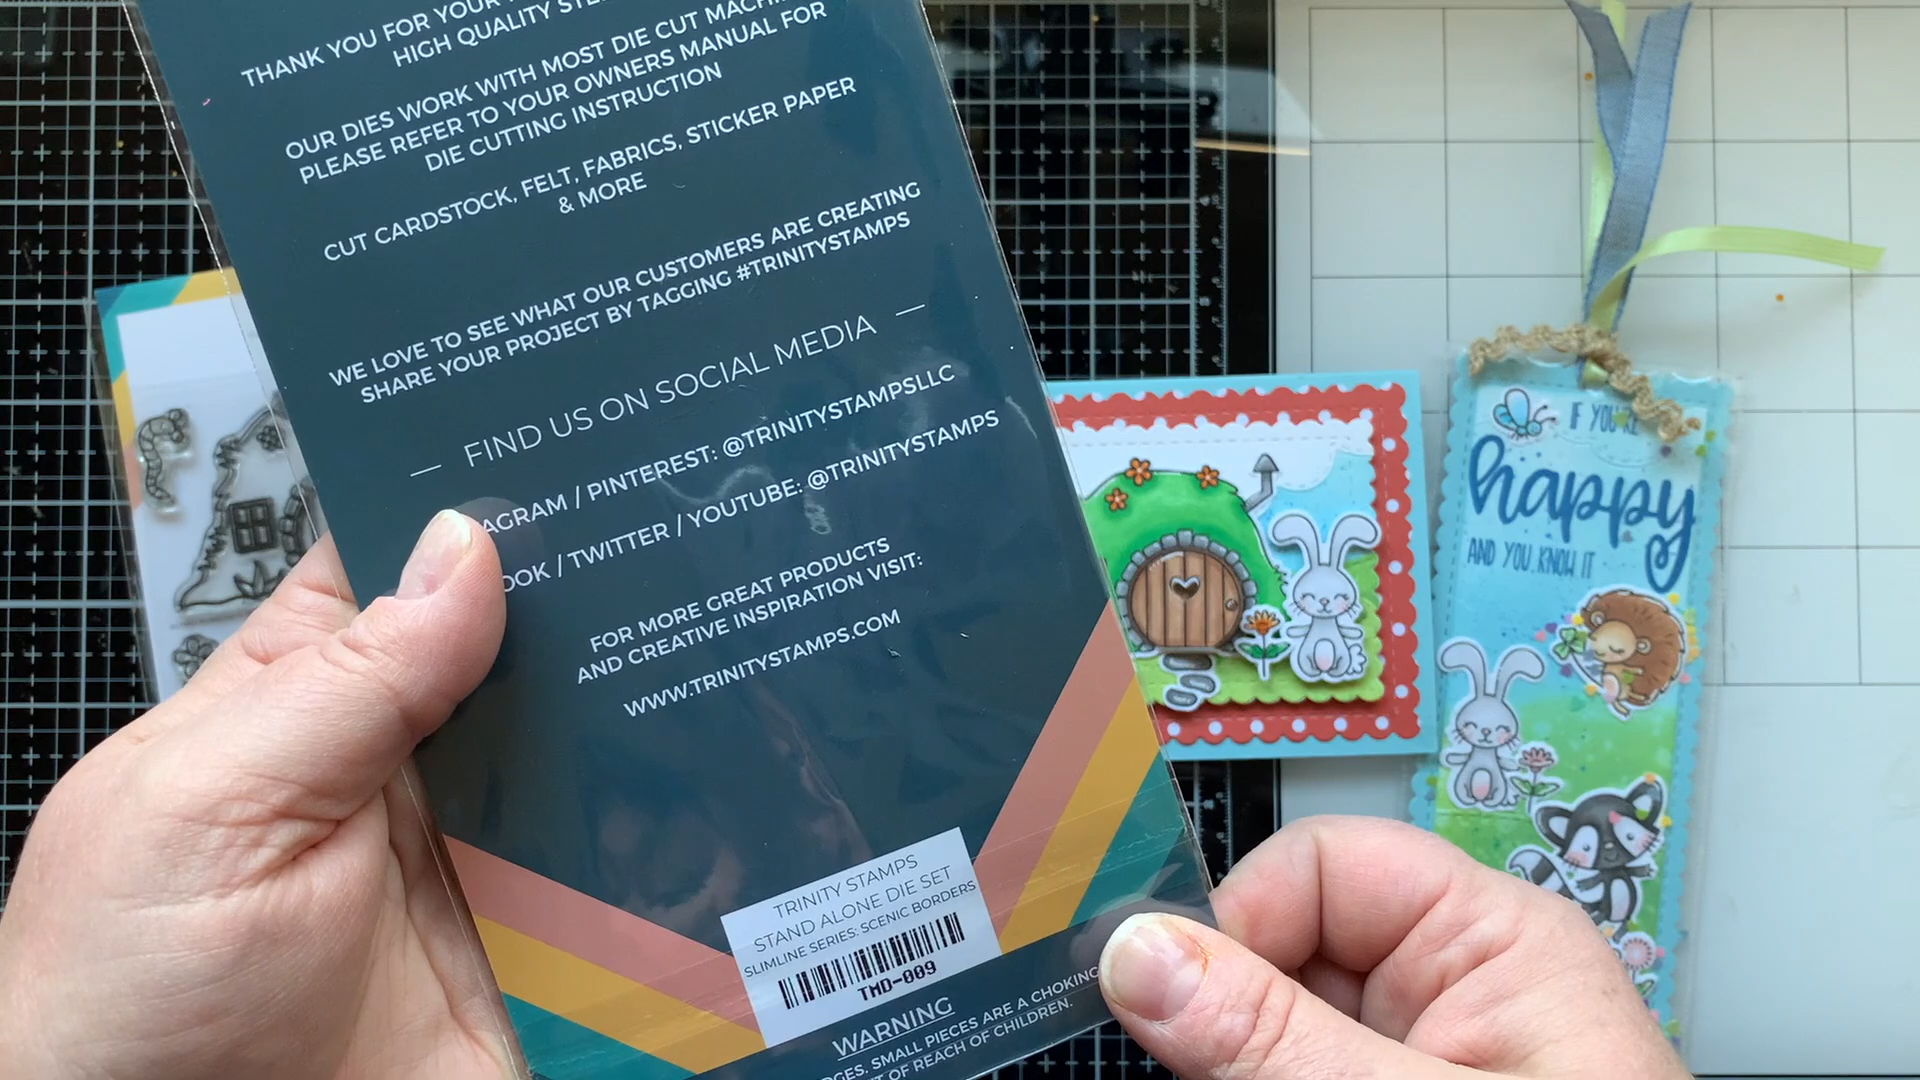 THANK YOU FOR YOUR
HIGH QUALITY
OUR DIES WORK WITH MOST DIE CUT
PLEASE REFER TO YOUR OWNERS MANUAL FOR
DIE CUTTING INSTRUCTION
CUT CARDSTOCK, FELT, FABRICS, STICKER PAPER
& MORE
WE LOVE TO SEE WHAT OUR CUSTOMERS ARE CREATING
SHARE YOUR PROJECT BY TAGGING #TRINITYSTAMPS
FIND US ON SOCIAL MEDIA
AGRAM / PINTEREST: @TRINITYSTAMPSLLC
OOK / TWITTER / YOUTUBE: @TRINITYSTAMPS
FOR MORE GREAT PRODUCTS
AND CREATIVE INSPIRATION VISIT:
WWW.TRINITYSTAMPS.COM
TRINITY STAMPS
STAND ALONE DIE SET
SLIMLINE SERIES: SCENIC BORDERS
TMD-009
WARNING
SMALL PIECES ARE A CHOKING
OF REACH OF CHILDREN.
IF YOU'RE
happy
AND YOU KNOW IT